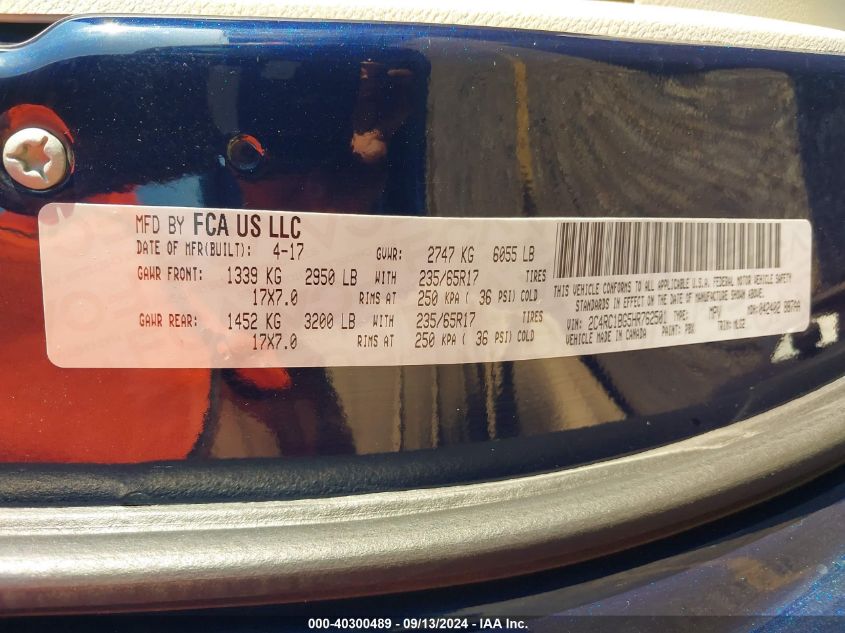 MFD BY FCA US LLC
DATE OF MFR(BUILT): 4-17 GVWR: 2747 KG 6055 LB
GAWR FRONT: 1339 KG 2950 LB WITH 235/65R17 TIRES
17X7.0 RIMS AT 250 KPA ( 36 PSI) COLD
GAWR REAR: 1452 KG 3200 LB WITH 235/65R17 TIRES
17X7.0 RIMS AT 250 KPA ( 36 PSI) COLD
THIS VEHICLE CONFORMS TO ALL APPLICABLE U.S.A. FEDERAL MOTOR VEHICLE SAFETY
STANDARDS IN EFFECT ON THE DATE OF MANUFACTURE SHOWN ABOVE.
VIN: 2C4RC1BG5HR762501 TYPE: MPV MDH: 042402 887AA
VEHICLE MADE IN CANADA PAINT: PBX TRIM:
000-40300489 - 09/13/2024 - IAA Inc.